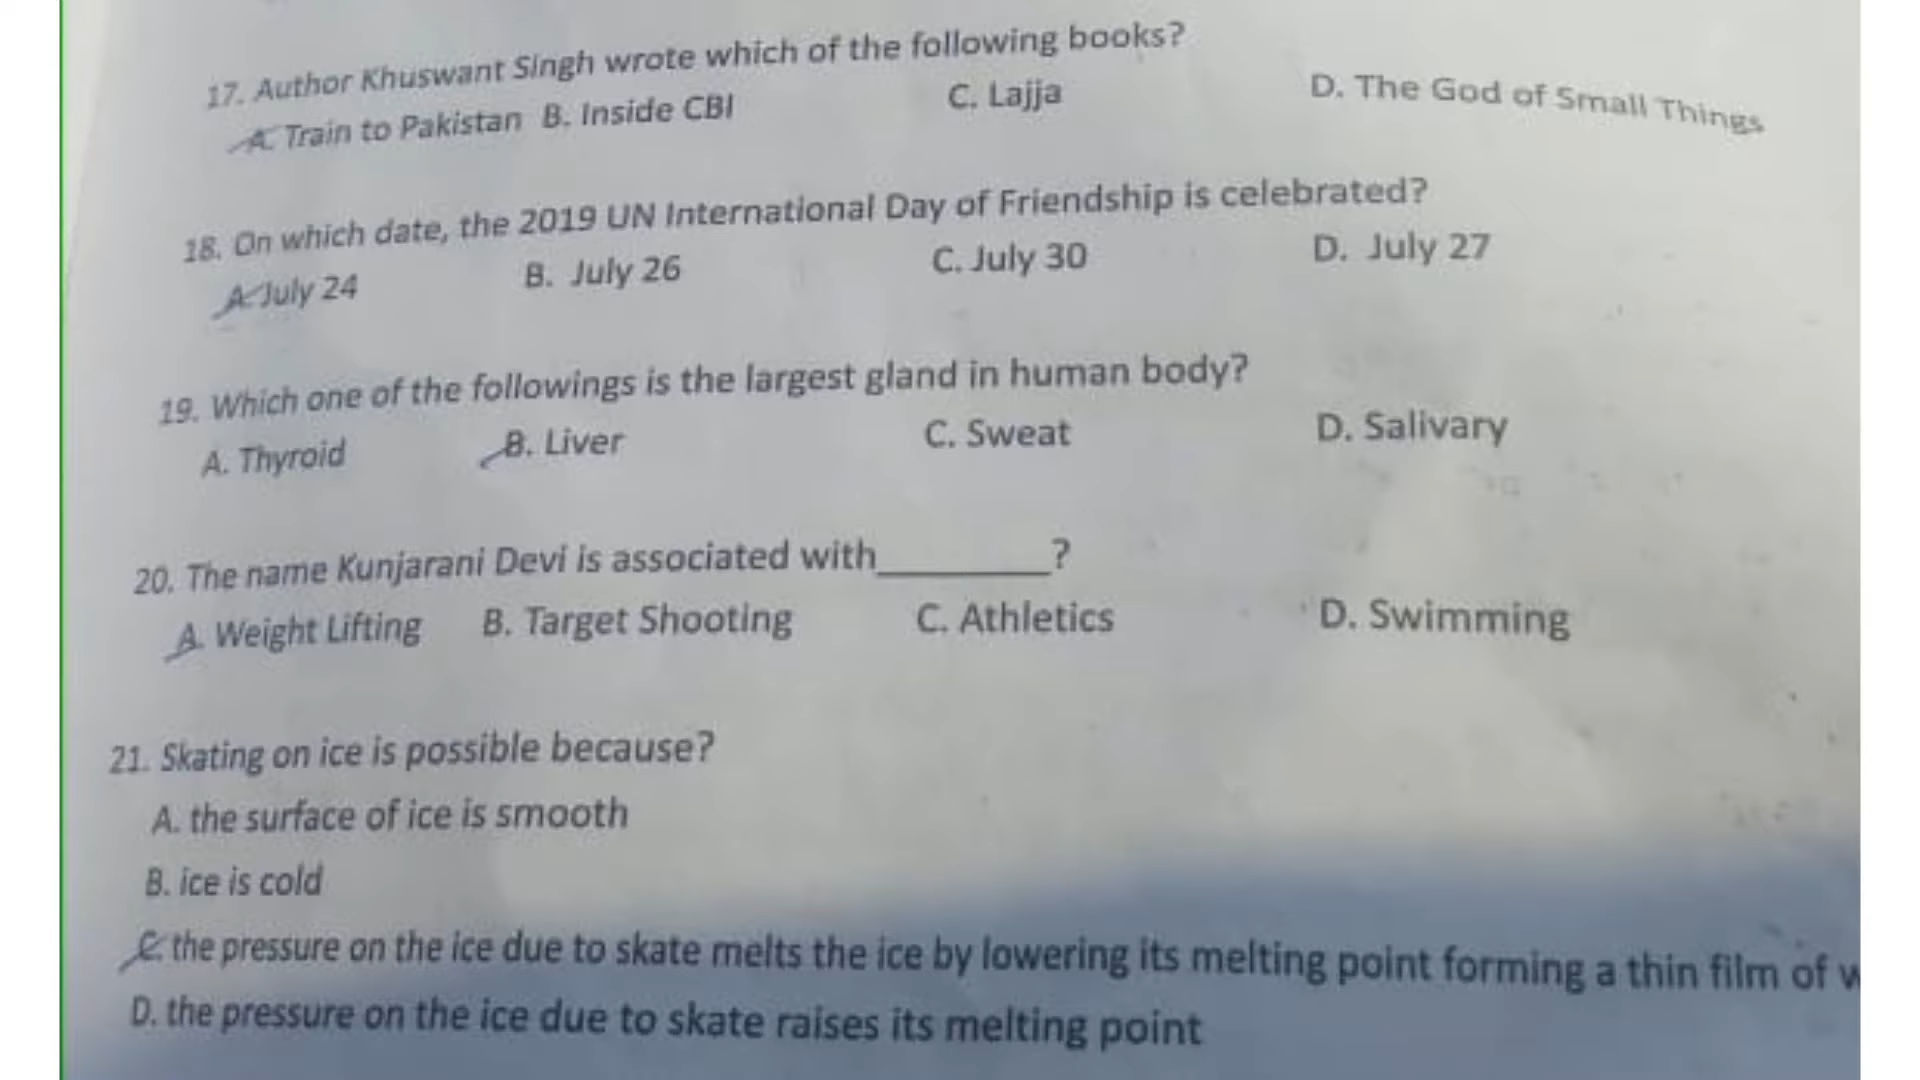 17. Author Khuswant Singh wrote which of the following books?
A. Train to Pakistan B. Inside CBI C. Lajja D. The God of Small Things
18. On which date, the 2019 UN International Day of Friendship is celebrated?
A. July 24 B. July 26 C. July 30 D. July 27
19. Which one of the followings is the largest gland in human body?
A. Thyroid B. Liver C. Sweat D. Salivary
20. The name Kunjarani Devi is associated with_________?
A. Weight Lifting B. Target Shooting C. Athletics D. Swimming
21. Skating on ice is possible because?
A. the surface of ice is smooth
B. ice is cold
C. the pressure on the ice due to skate melts the ice by lowering its melting point forming a thin film of
D. the pressure on the ice due to skate raises its melting point